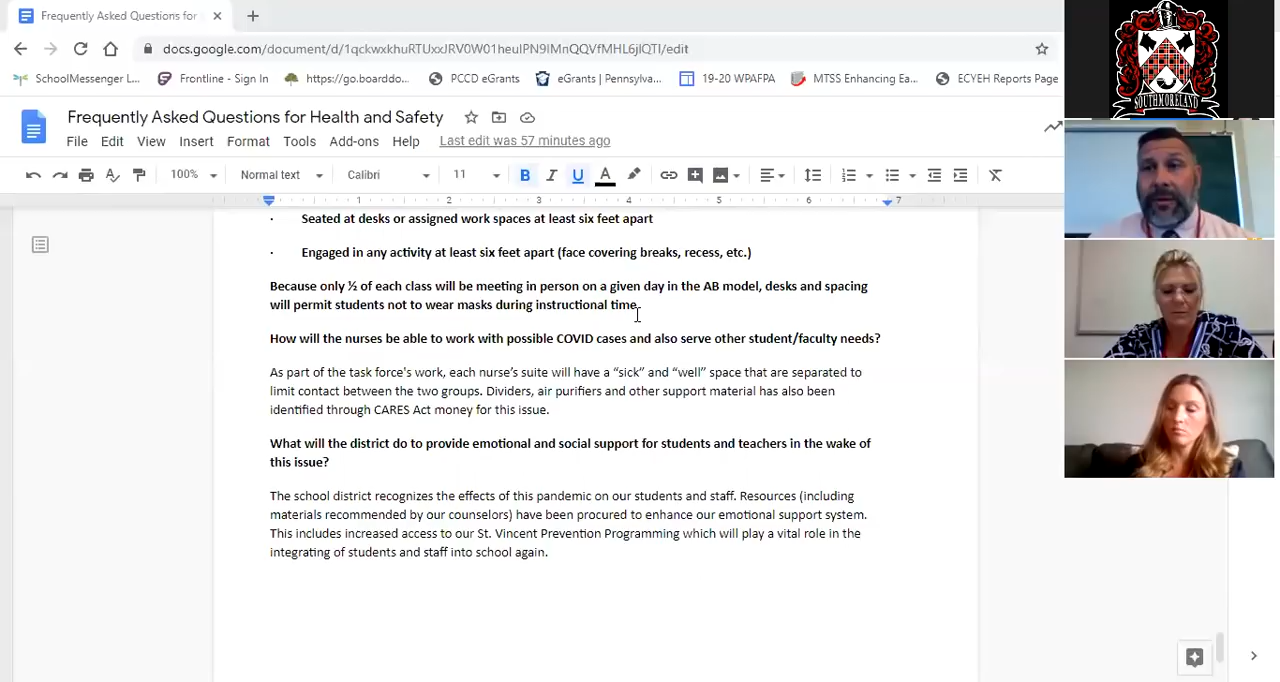 Frequently Asked Questions for
docs.google.com/document/d/1qckwxkhuRTUxxJRV0W01heuIPN9IMnQQVfMHL6jIQTI/edit
SchoolMessenger L...
Frontline - Sign In
https://go.boarddo...
PCCD eGrants
eGrants | Pennsylva...
19-20 WPAFPA
MTSS Enhancing Ea...
ECYEH Reports Page
SOUTHMORELAND
Frequently Asked Questions for Health and Safety
File Edit View Insert Format Tools Add-ons Help Last edit was 57 minutes ago
100% Normal text Calibri 11 B I U A
1 2 3 4 5 6 7
· Seated at desks or assigned work spaces at least six feet apart
· Engaged in any activity at least six feet apart (face covering breaks, recess, etc.)
Because only ½ of each class will be meeting in person on a given day in the AB model, desks and spacing
will permit students not to wear masks during instructional time.
How will the nurses be able to work with possible COVID cases and also serve other student/faculty needs?
As part of the task force's work, each nurse's suite will have a “sick” and “well” space that are separated to
limit contact between the two groups. Dividers, air purifiers and other support material has also been
identified through CARES Act money for this issue.
What will the district do to provide emotional and social support for students and teachers in the wake of
this issue?
The school district recognizes the effects of this pandemic on our students and staff. Resources (including
materials recommended by our counselors) have been procured to enhance our emotional support system.
This includes increased access to our St. Vincent Prevention Programming which will play a vital role in the
integrating of students and staff into school again.